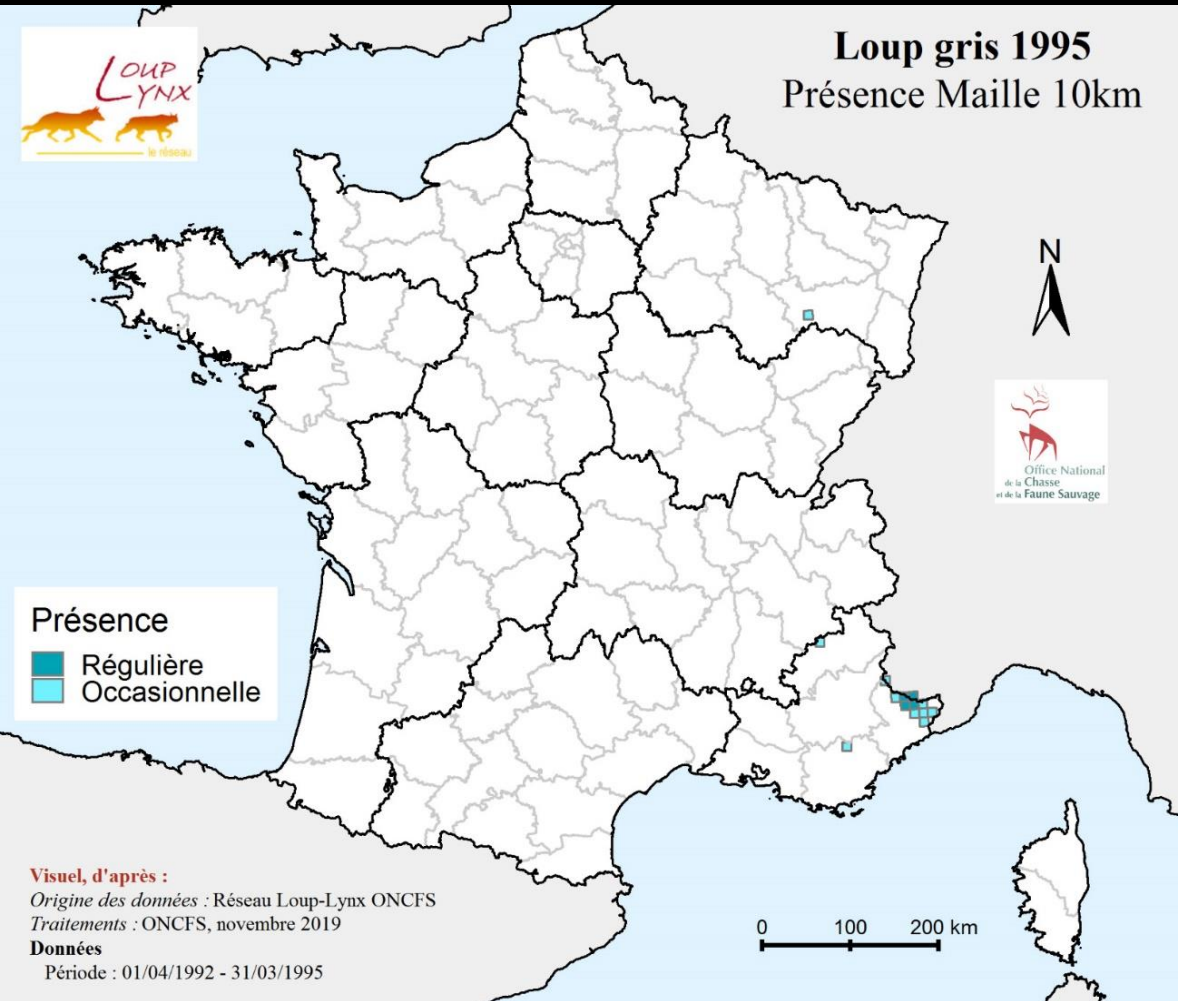 Loup gris 1995
Présence Maille 10km
LOUP
LYNX
le réseau
N
Office National
de la Chasse
et de la Faune Sauvage
Présence
Régulière
Occasionnelle
Visuel, d'après :
Origine des données : Réseau Loup-Lynx ONCFS
Traitements : ONCFS, novembre 2019
Données
Période : 01/04/1992 - 31/03/1995
0 100 200 km